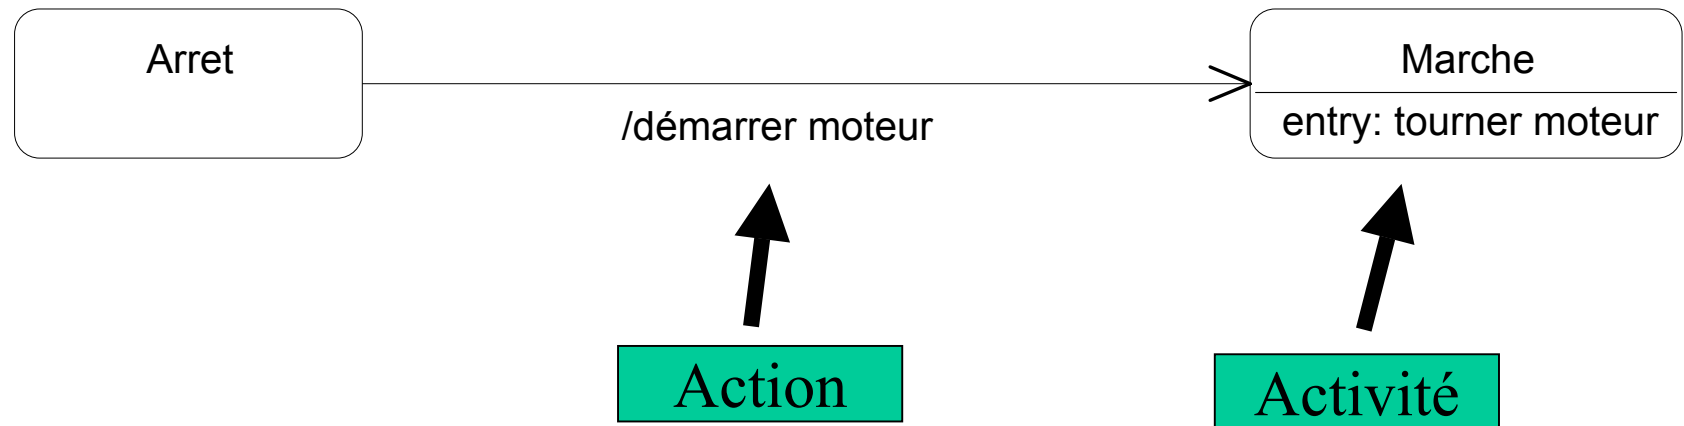 Arret
Marche
/démarrer moteur
entry: tourner moteur
Action
Activité